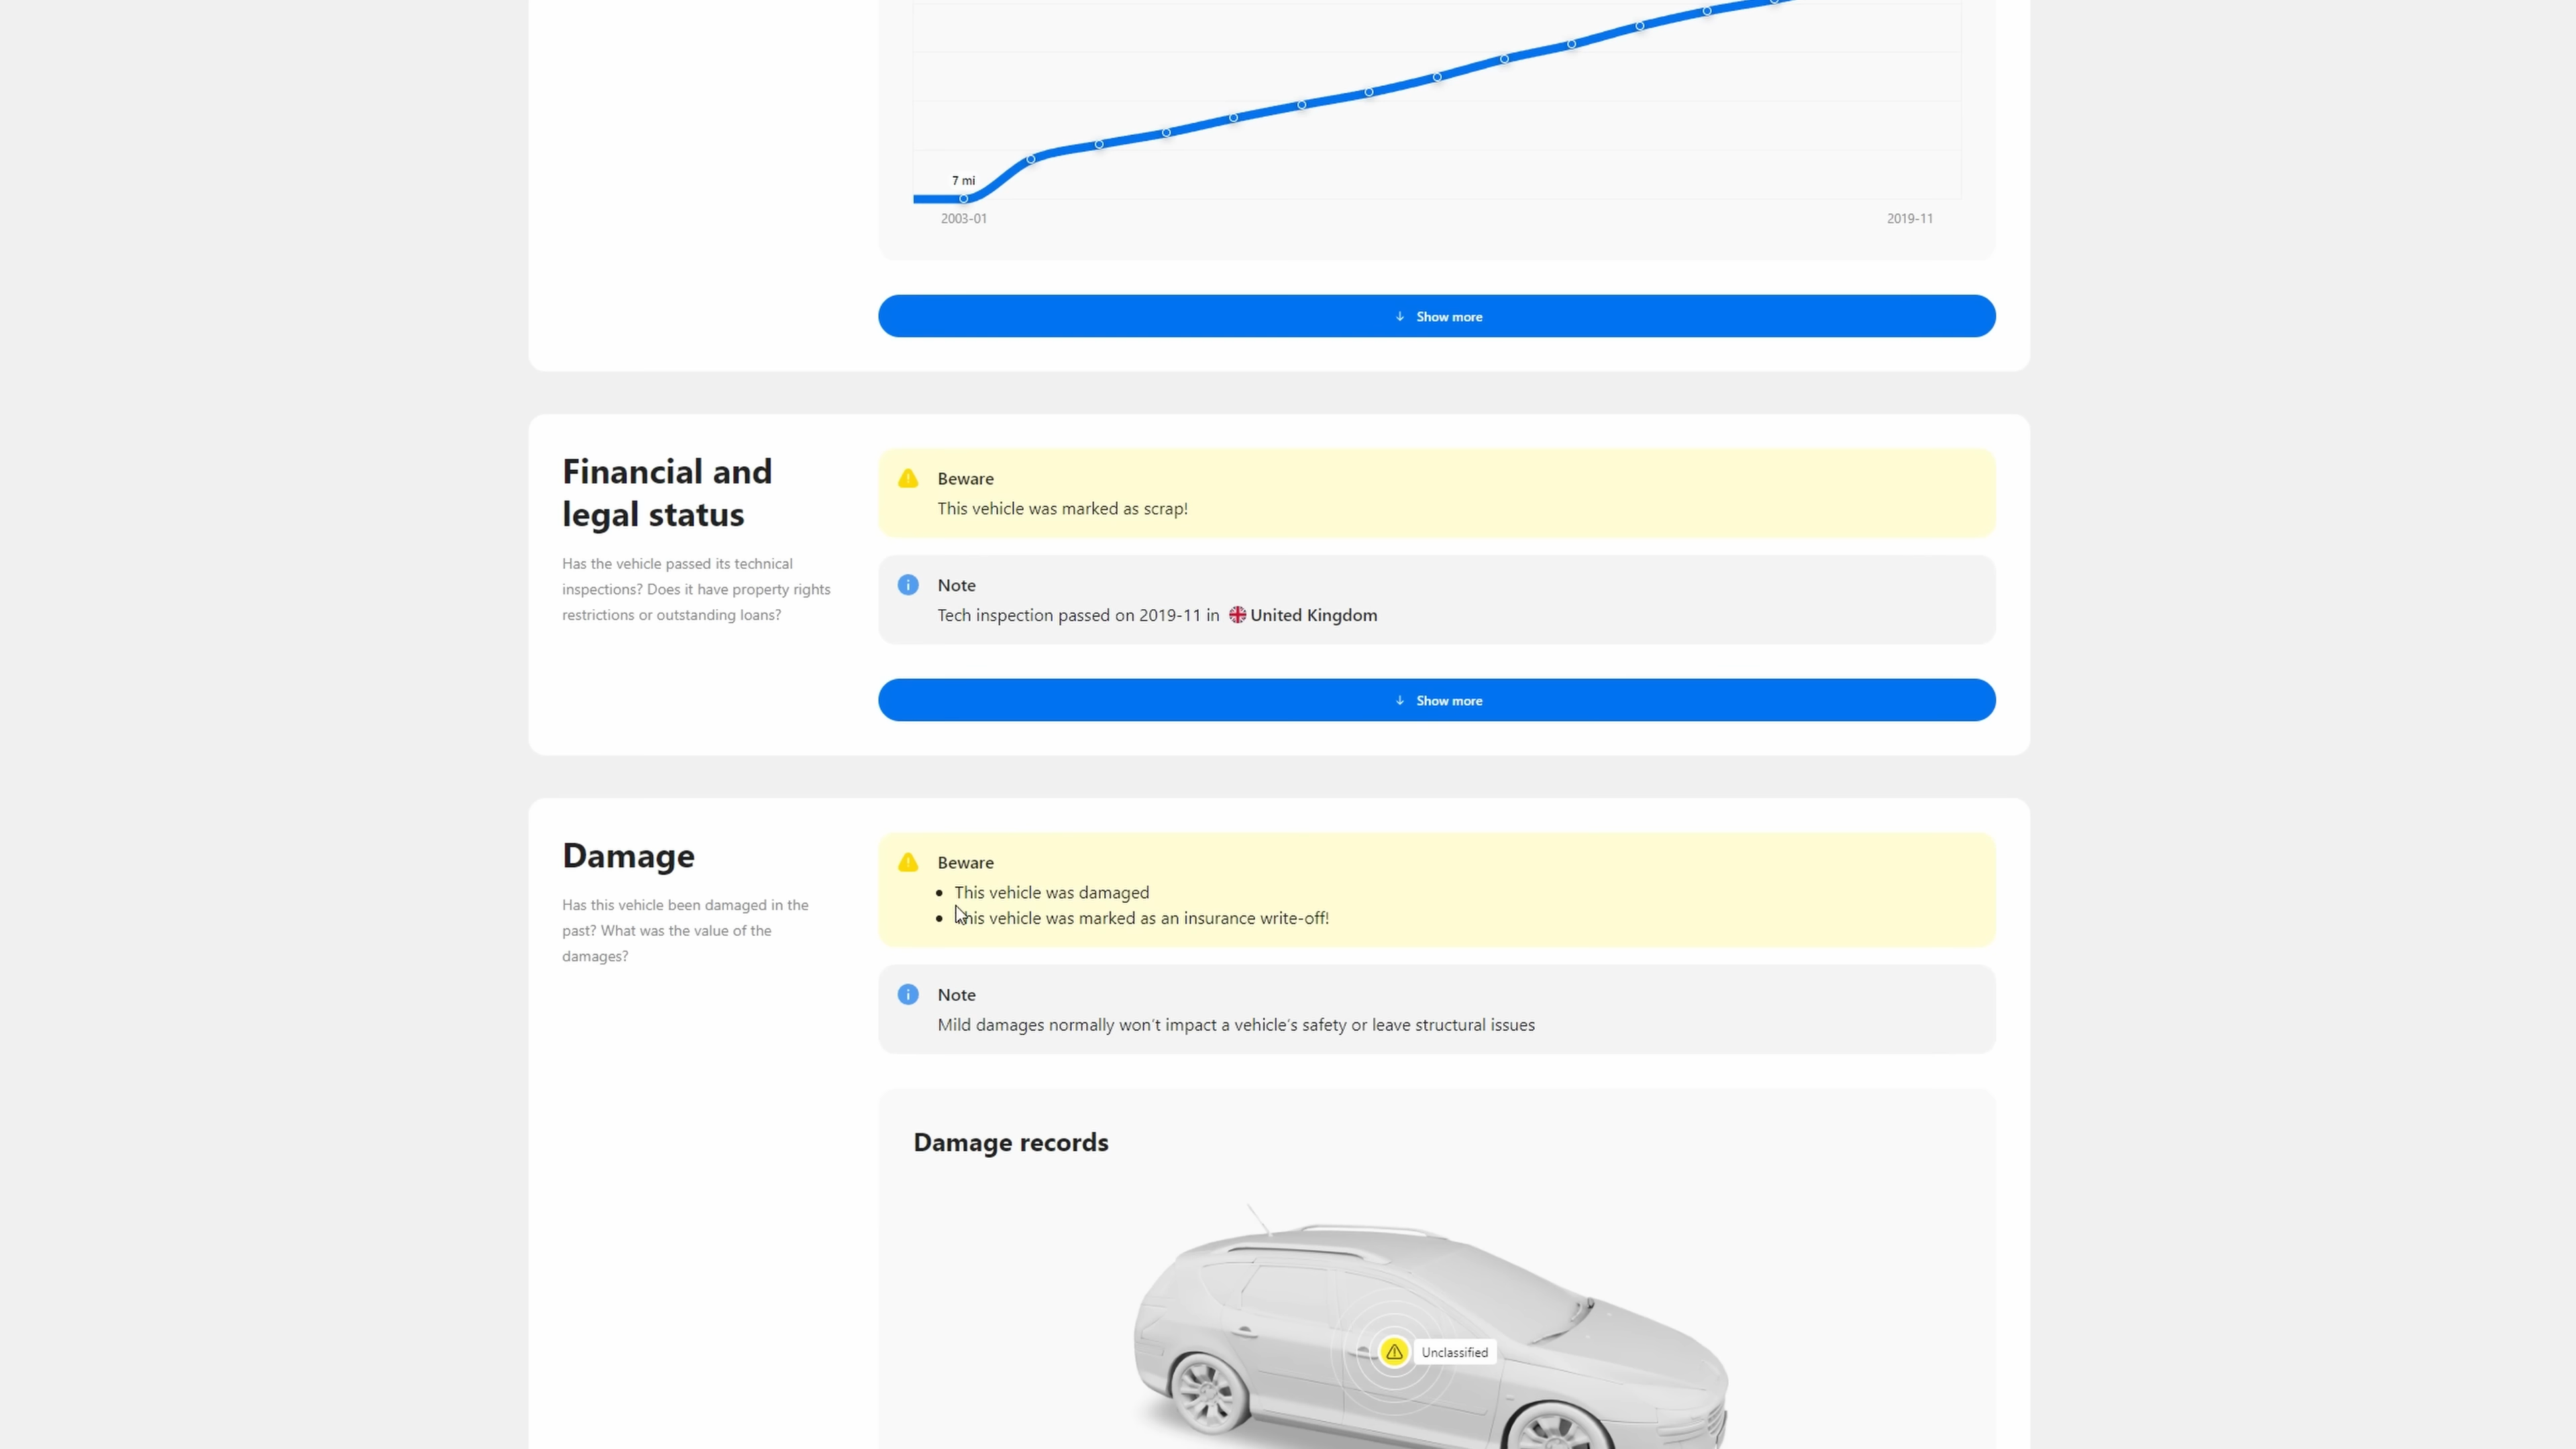 7 mi
2003-01
2019-11
Show more
Financial and
legal status
Has the vehicle passed its technical
inspections? Does it have property rights
restrictions or outstanding loans?
Beware
This vehicle was marked as scrap!
Note
Tech inspection passed on 2019-11 in United Kingdom
Show more
Damage
Has this vehicle been damaged in the
past? What was the value of the
damages?
Beware
• This vehicle was damaged
• This vehicle was marked as an insurance write-off!
Note
Mild damages normally won't impact a vehicle's safety or leave structural issues
Damage records
Unclassified